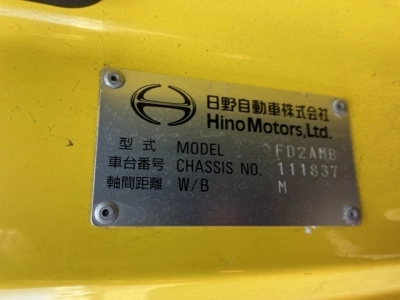 日野自動車株式会社
Hino Motors, Ltd.
型式 MODEL FD2AMB
車台番号 CHASSIS NO. 111837
軸間距離 W/B M